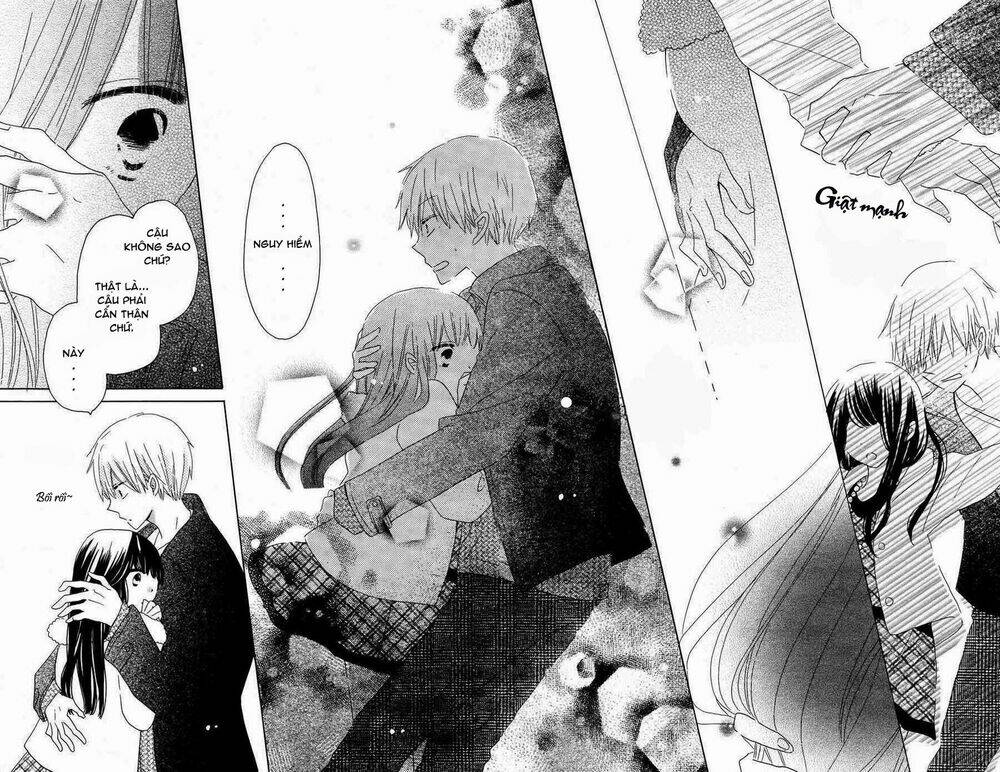 Giật mạnh
. . . .
NGUY HIỂM
. . . .
CẬU
KHÔNG SAO
CHỨ?
THẬT LÀ...
CẬU PHẢI
CẨN THẬN
CHỨ.
NÀY
. . .
Bối rối~